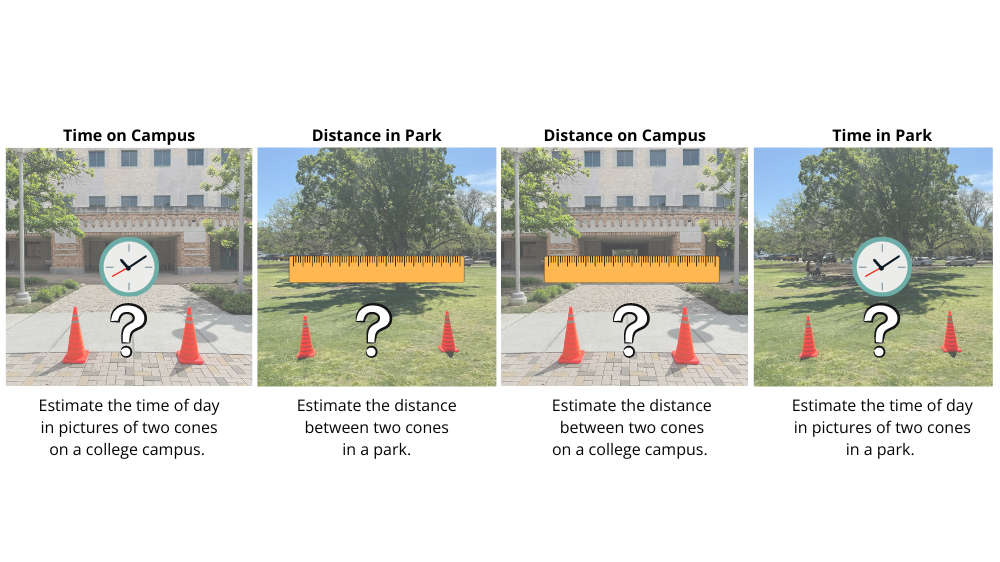 Time on Campus
Distance in Park
Distance on Campus
Time in Park
?
?
?
?
Estimate the time of day
in pictures of two cones
on a college campus.
Estimate the distance
between two cones
in a park.
Estimate the distance
between two cones
on a college campus.
Estimate the time of day
in pictures of two cones
in a park.